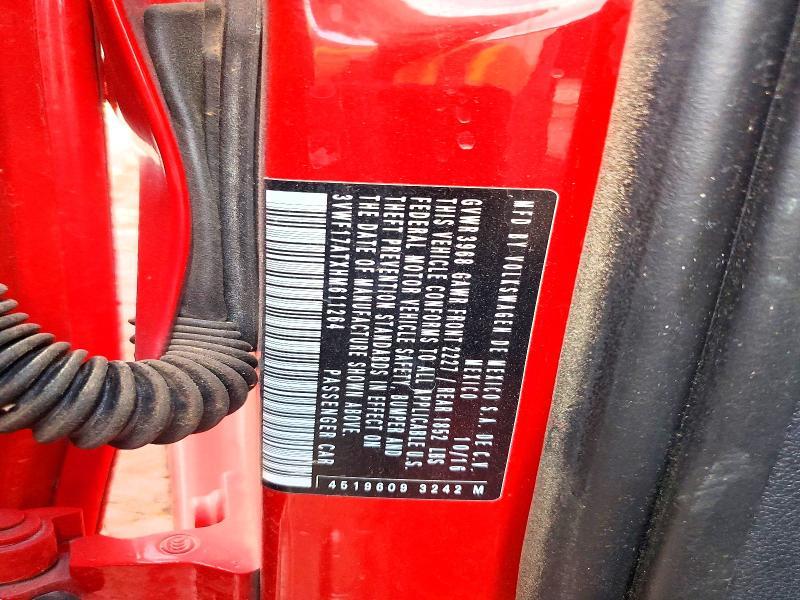 MFD BY VOLKSWAGEN DE MEXICO S.A. DE C.V.
MEXICO 10/16
GVWR 3968 GAWR FRONT 2227 / REAR 1852 LBS
THIS VEHICLE CONFORMS TO ALL APPLICABLE U.S.
FEDERAL MOTOR VEHICLE SAFETY, BUMPER AND
THEFT PREVENTION STANDARDS IN EFFECT ON
THE DATE OF MANUFACTURE SHOWN ABOVE.
3VWF17ATXHM611204 PASSENGER CAR
4519609 3242 M